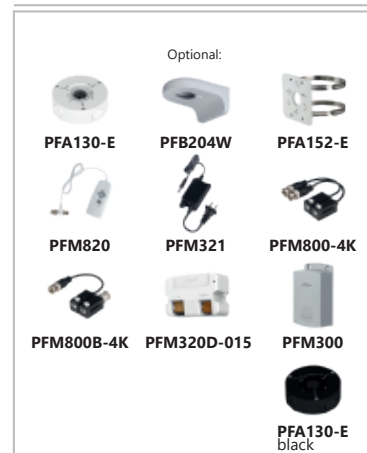 Optional:
PFA130-E PFB204W PFA152-E
PFM820 PFM321 PFM800-4K
PFM800B-4K PFM320D-015 PFM300
PFA130-E
black